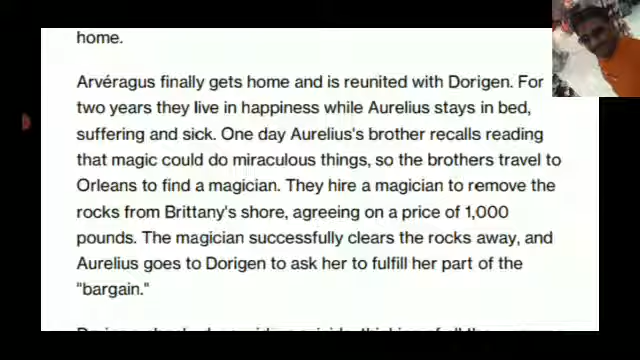 home.
Arvéragus finally gets home and is reunited with Dorigen. For
two years they live in happiness while Aurelius stays in bed,
suffering and sick. One day Aurelius's brother recalls reading
that magic could do miraculous things, so the brothers travel to
Orleans to find a magician. They hire a magician to remove the
rocks from Brittany's shore, agreeing on a price of 1,000
pounds. The magician successfully clears the rocks away, and
Aurelius goes to Dorigen to ask her to fulfill her part of the
"bargain."